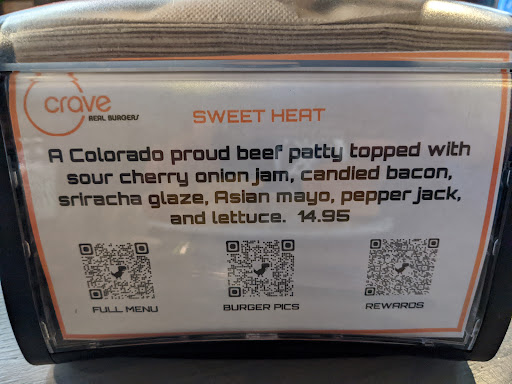 crave
REAL BURGERS
SWEET HEAT
A Colorado proud beef patty topped with
sour cherry onion jam, candied bacon,
sriracha glaze, Asian mayo, pepper jack,
and lettuce. 14.95
FULL MENU BURGER PICS REWARDS